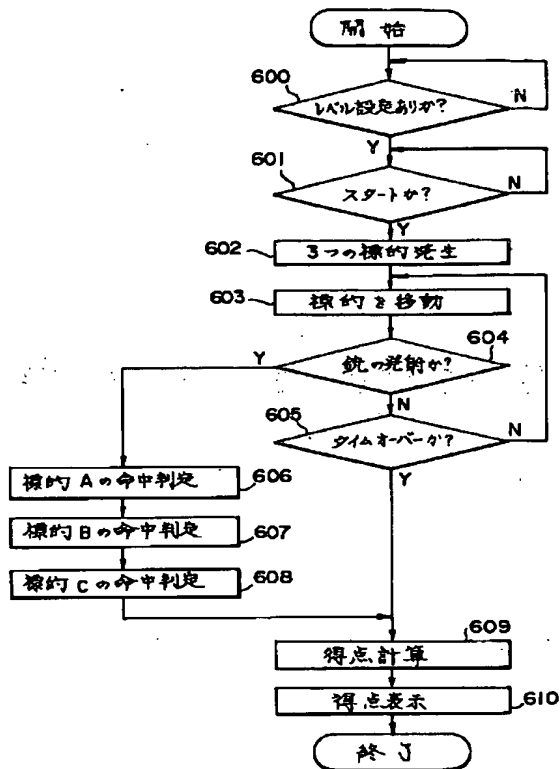 開始
600
レベル設定ありか?
N
Y
601
スタートか?
N
Y
602
3つの標的発生
603
標的を移動
604
銃の発射か?
Y
N
605
タイムオーバーか?
N
Y
標的Aの命中判定
606
標的Bの命中判定
607
標的Cの命中判定
608
609
得点計算
得点表示
610
終了